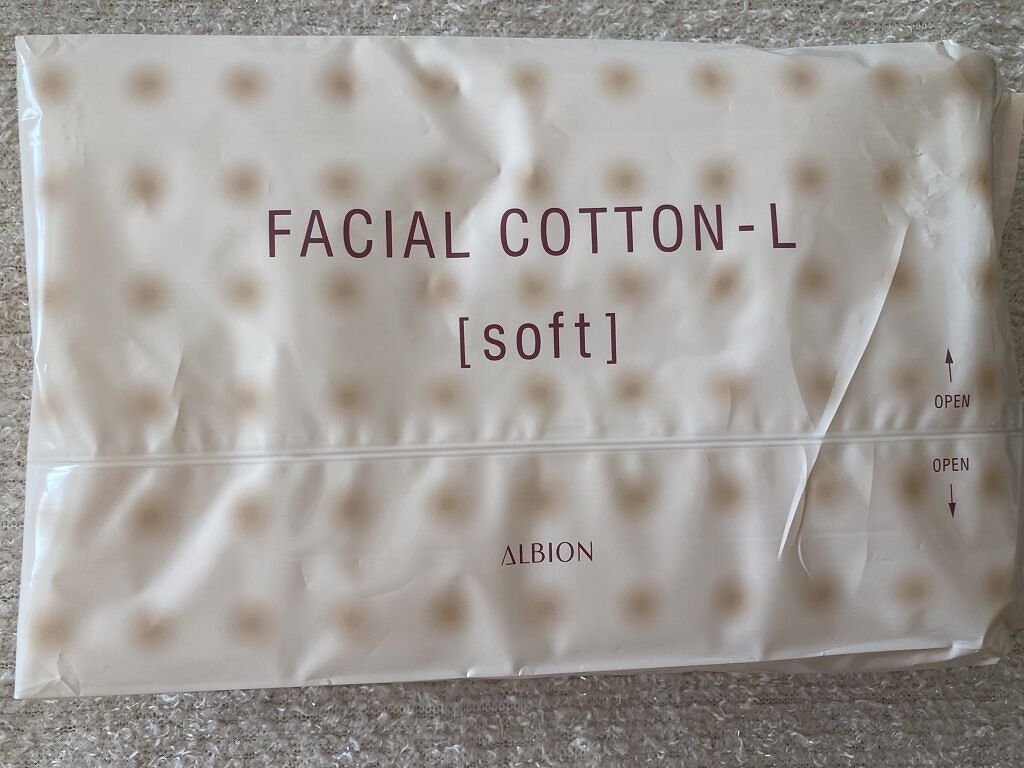 FACIAL COTTON-L
[soft]
OPEN
OPEN
ALBION